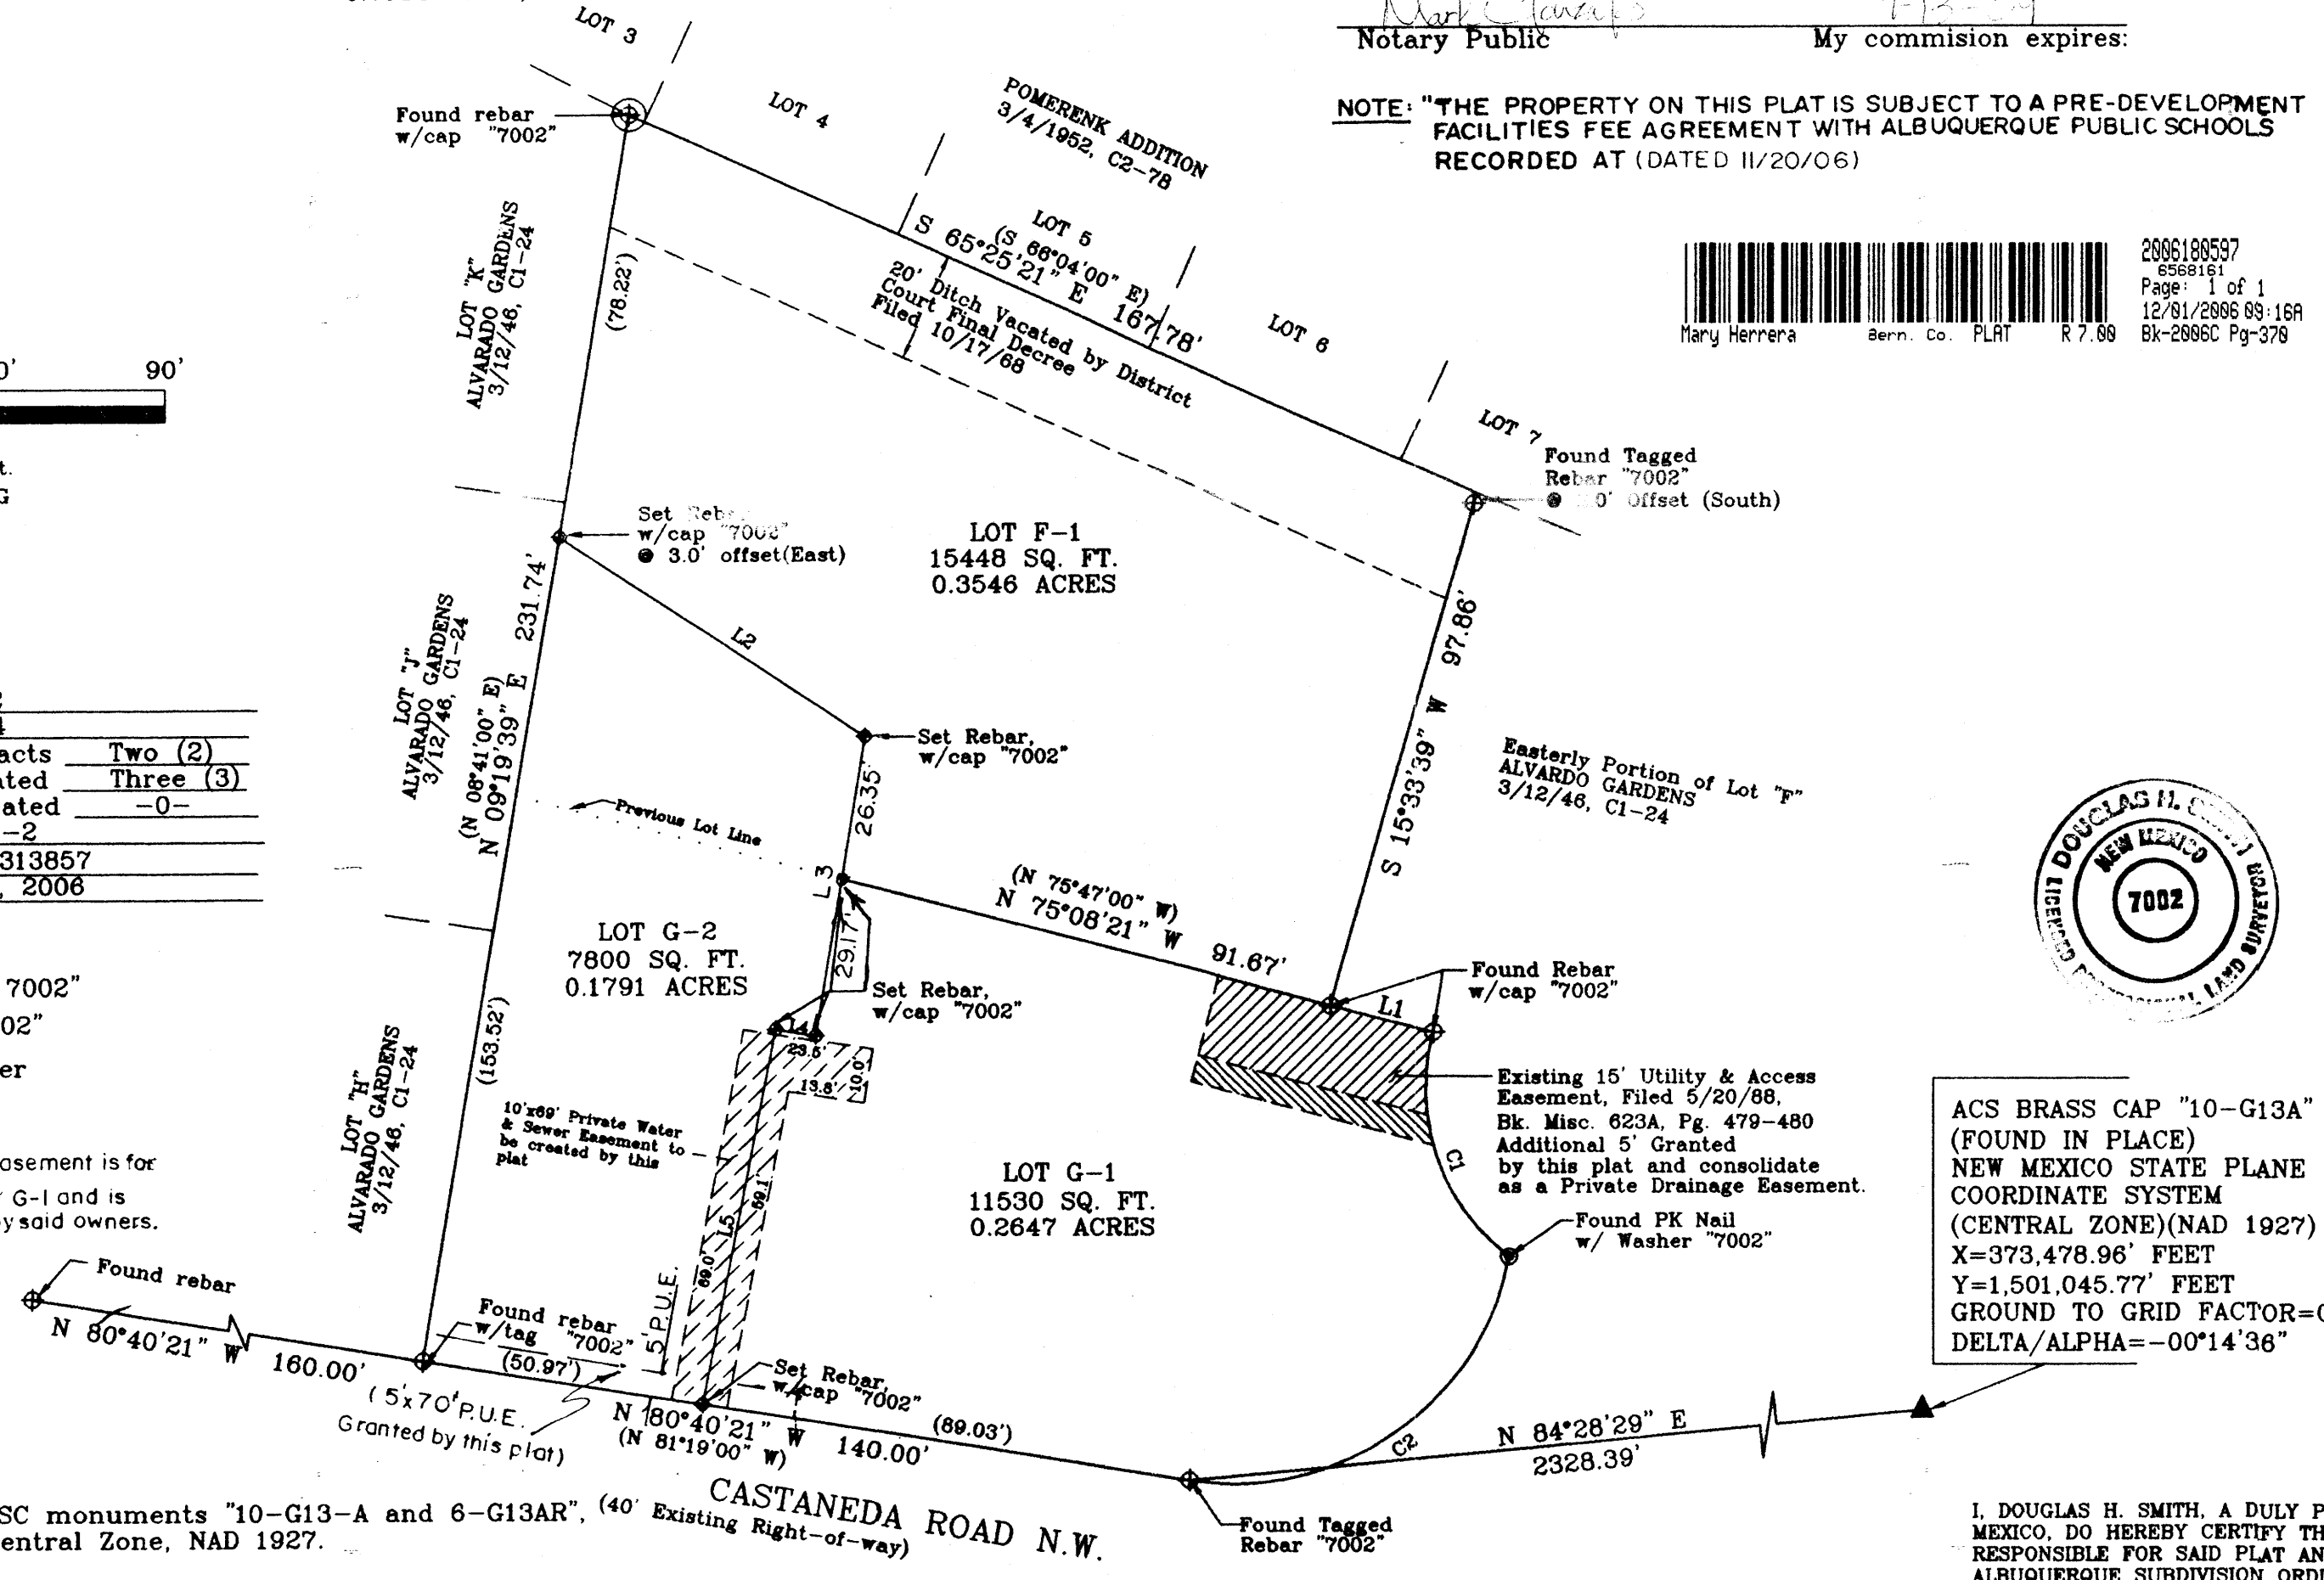 LOT 3
Notary Public
My commision expires:
Found rebar
w/cap "7002"
LOT 4
POMERENK ADDITION
3/4/1952, C2-78
NOTE: "THE PROPERTY ON THIS PLAT IS SUBJECT TO A PRE-DEVELOPMENT
FACILITIES FEE AGREEMENT WITH ALBUQUERQUE PUBLIC SCHOOLS
RECORDED AT (DATED 11/20/06)
2006180597
6568161
Page: 1 of 1
12/01/2006 09:16A
Mary Herrera Bern. Co. PLAT R 7.00 Bk-2006C Pg-370
LOT 5
(S 66°04'00" E)
S 65°25'21" E 167.78'
20' Ditch Vacated by District
Court Final Decree
Filed 10/17/68
LOT 6
LOT 7
LOT "K"
ALVARADO GARDENS
3/12/46, C1-24
(78.22')
90'
Found Tagged
Rebar "7002"
0' Offset (South)
Set
w/cap "7002"
@ 3.0' offset(East)
LOT F-1
15448 SQ. FT.
0.3546 ACRES
L2
LOT "J"
ALVARADO GARDENS
3/12/46, C1-24
(N 08°41'00" E)
N 09°19'39" E 231.74'
Set Rebar,
w/cap "7002"
26.35'
Previous Lot Line
S 15°33'39" W 97.86'
Easterly Portion of Lot "F"
ALVARDO GARDENS
3/12/46, C1-24
acts Two (2)
ated Three (3)
ated -0-
-2
313857
, 2006
L3
(N 75°47'00" W)
N 75°08'21" W 91.67'
LICENSED PROFESSIONAL LAND SURVEYOR
DOUGLAS H. SMITH
NEW MEXICO
7002
LOT G-2
7800 SQ. FT.
0.1791 ACRES
29.17'
Set Rebar,
w/cap "7002"
Found Rebar
w/cap "7002"
L1
7002"
02"
er
(153.52')
L4
23.5'
13.8'
10.0'
LOT "H"
ALVARADO GARDENS
3/12/46, C1-24
10'x69' Private Water
& Sewer Easement to
be created by this
plat
Existing 15' Utility & Access
Easement, Filed 5/20/88,
Bk. Misc. 623A, Pg. 479-480
Additional 5' Granted
by this plat and consolidate
as a Private Drainage Easement.
C1
ACS BRASS CAP "10-G13A"
(FOUND IN PLACE)
NEW MEXICO STATE PLANE
COORDINATE SYSTEM
(CENTRAL ZONE)(NAD 1927)
X=373,478.96' FEET
Y=1,501,045.77' FEET
GROUND TO GRID FACTOR=0
DELTA/ALPHA=-00°14'36"
asement is for
G-1 and is
y said owners.
LOT G-1
11530 SQ. FT.
0.2647 ACRES
59.1'
L5
69.0'
5' P.U.E.
Found PK Nail
w/ Washer "7002"
Found rebar
N 80°40'21" W 160.00'
Found rebar
w/tag "7002"
(50.97')
(5'x70' P.U.E.
Granted by this plat)
Set Rebar,
w/cap "7002"
N 80°40'21" W 140.00'
(N 81°19'00" W)
(89.03')
C2
N 84°28'29" E
2328.39'
CASTANEDA ROAD N.W.
(40' Existing Right-of-way)
Found Tagged
Rebar "7002"
SC monuments "10-G13-A and 6-G13AR",
entral Zone, NAD 1927.
I, DOUGLAS H. SMITH, A DULY P
MEXICO, DO HEREBY CERTIFY TH
RESPONSIBLE FOR SAID PLAT AN
ALBUQUERQUE SUBDIVISION ORD